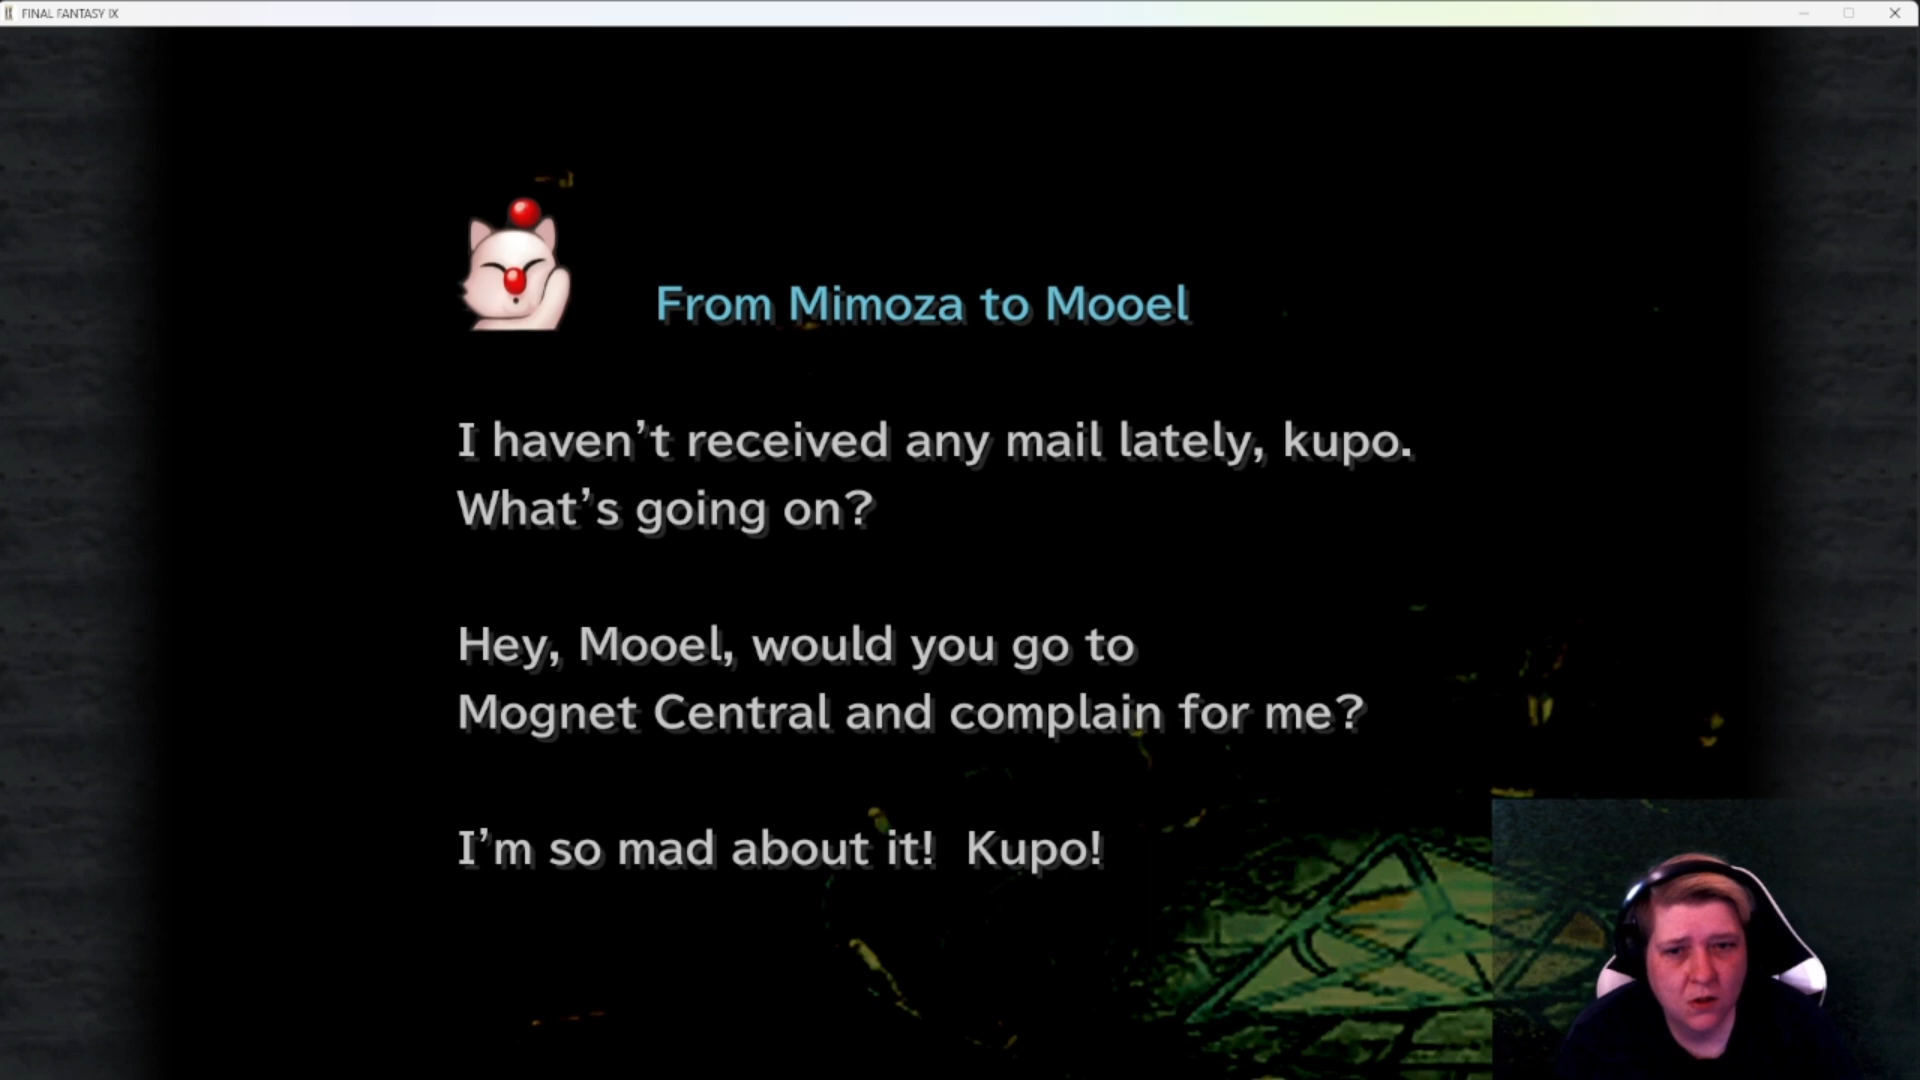 FINAL FANTASY IX
From Mimoza to Mooel
I haven't received any mail lately, kupo.
What's going on?
Hey, Mooel, would you go to
Mognet Central and complain for me?
I'm so mad about it!  Kupo!